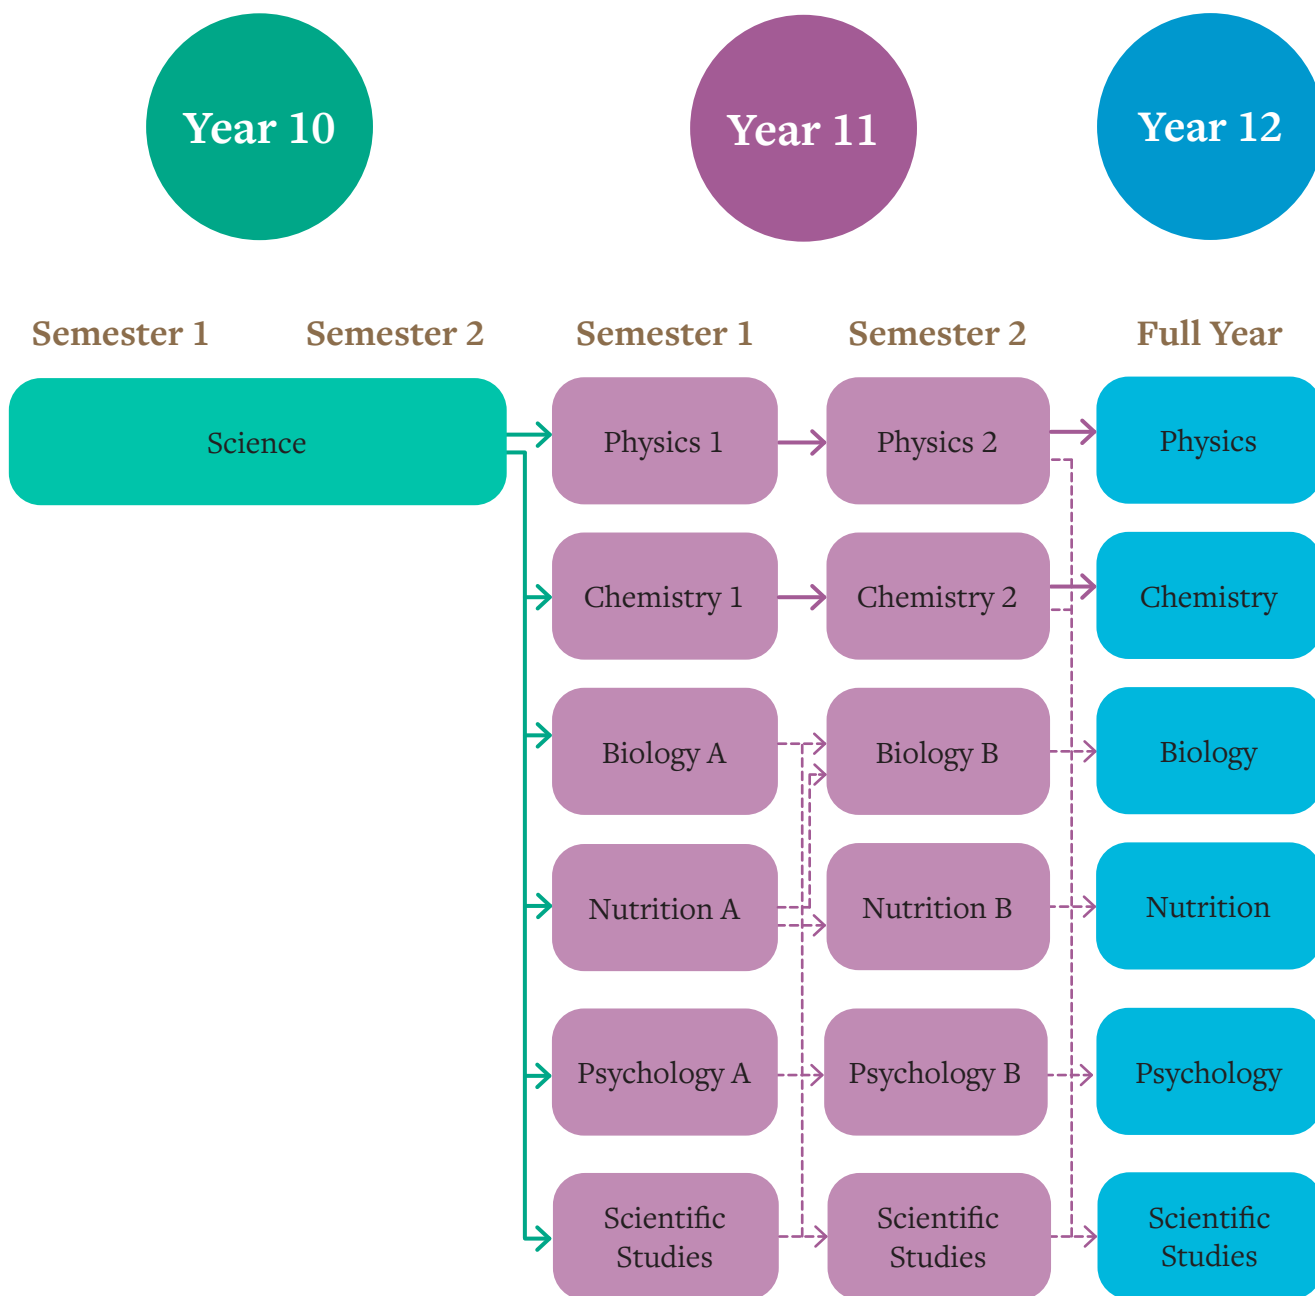 Year 10
Year 11
Year 12
Semester 1
Semester 2
Semester 1
Semester 2
Full Year
Science
Physics 1
Physics 2
Physics
Chemistry 1
Chemistry 2
Chemistry
Biology A
Biology B
Biology
Nutrition A
Nutrition B
Nutrition
Psychology A
Psychology B
Psychology
Scientific
Studies
Scientific
Studies
Scientific
Studies